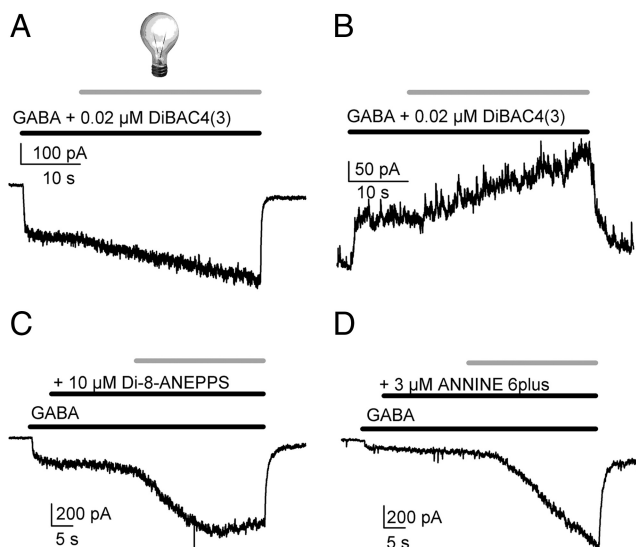 A
GABA + 0.02 μM DiBAC4(3)
100 pA
10 s
B
GABA + 0.02 μM DiBAC4(3)
50 pA
10 s
C
+ 10 μM Di-8-ANEPPS
GABA
200 pA
5 s
D
+ 3 μM ANNINE 6plus
GABA
200 pA
5 s